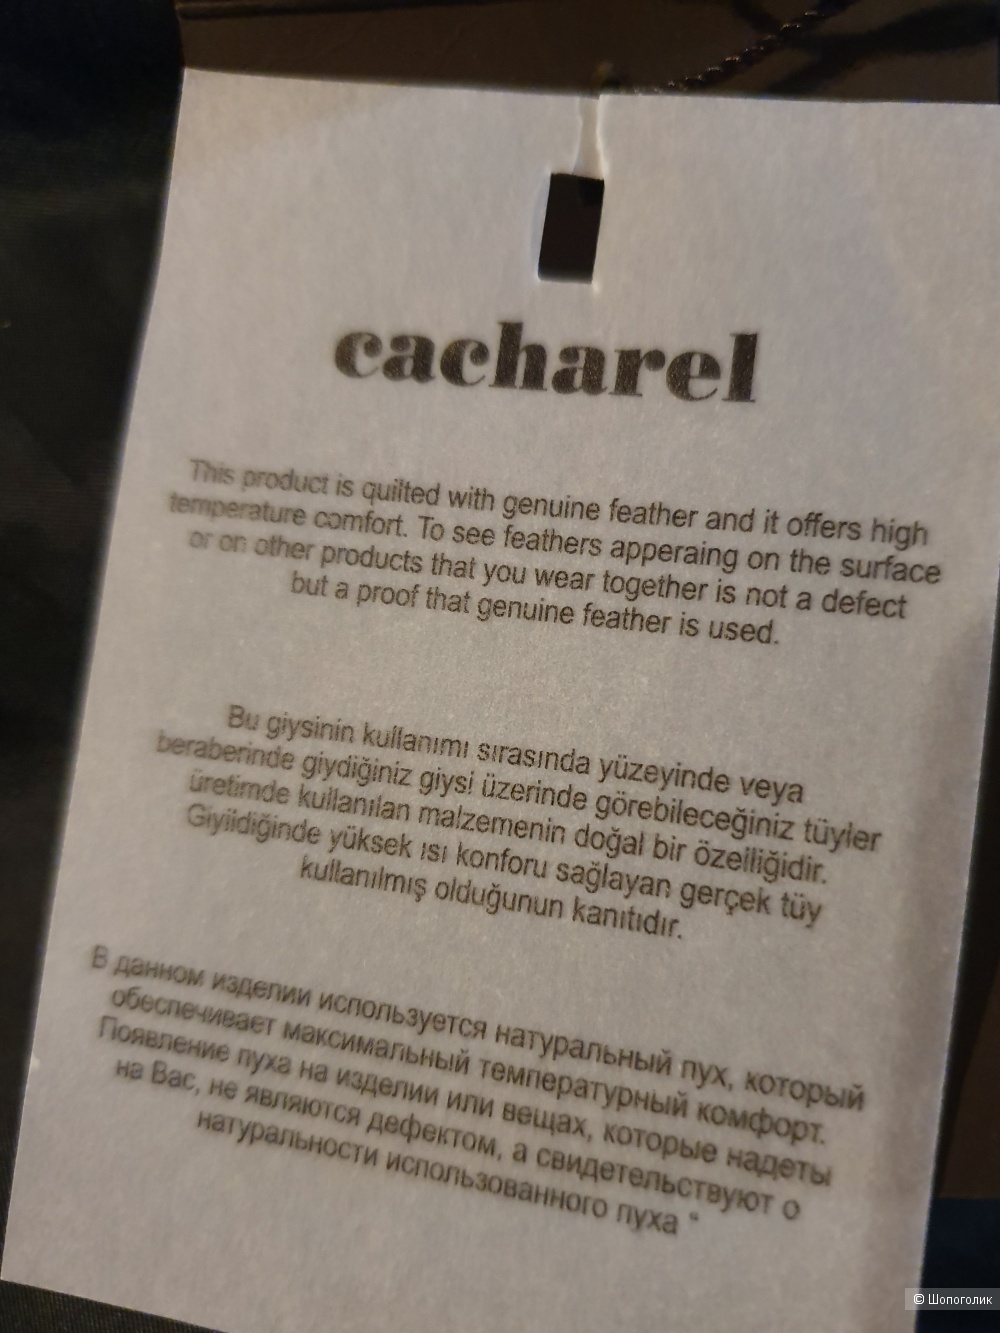 cacharel
This product is quilted with genuine feather and it offers high
temperature comfort. To see feathers apperaing on the surface
or on other products that you wear together is not a defect
but a proof that genuine feather is used.
Bu giysinin kullanımı sırasında yüzeyinde veya
beraberinde giydiğiniz giysi üzerinde görebileceğiniz tüyler
üretimde kullanılan malzemenin doğal bir özelliğidir.
Giyildiğinde yüksek ısı konforu sağlayan gerçek tüy
kullanılmış olduğunun kanıtıdır.
В данном изделии используется натуральный пух, который
обеспечивает максимальный температурный комфорт.
Появление пуха на изделии или вещах, которые надеты
на Вас, не являются дефектом, а свидетельствуют о
натуральности использованного пуха "
© Шопоголик